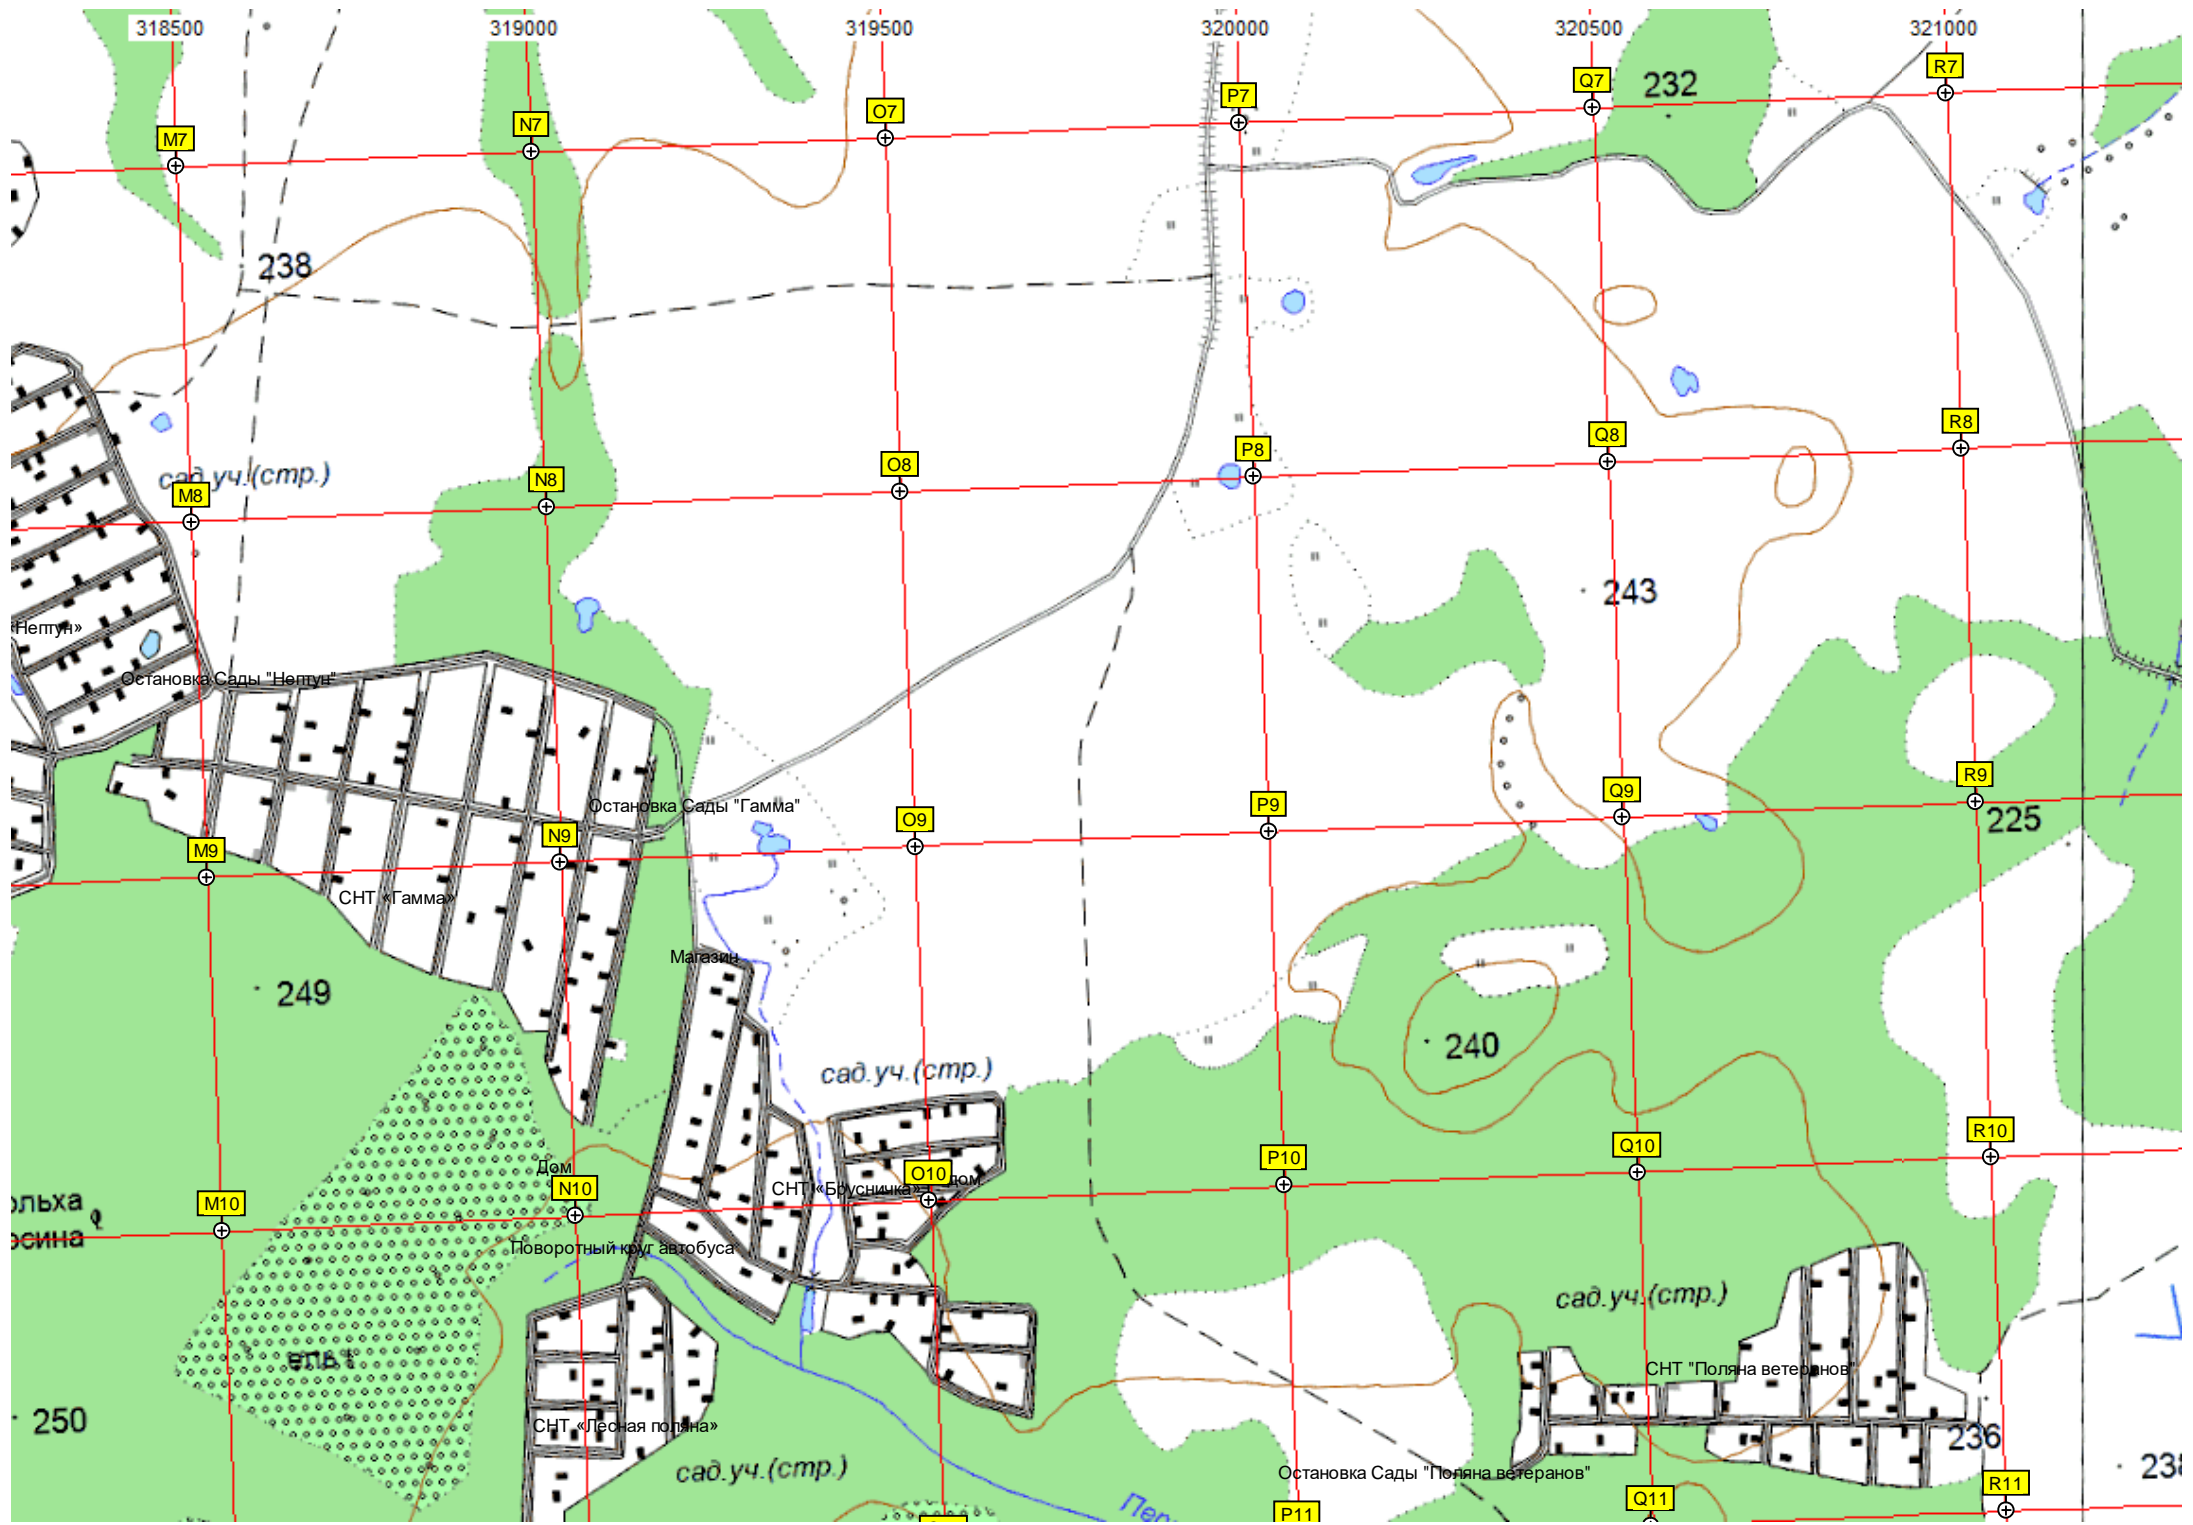 318500 319000 319500 320000 320500 321000
R7
232
Q7
P7
O7
N7
M7
238
R8
Q8
P8
O8
сад.уч.(стр.)
N8
M8
243
«Нептун»
Остановка Сады "Нептун"
R9
Q9
Остановка Сады "Гамма"
P9
225
O9
N9
M9
СНТ «Гамма»
Магазин
249
240
сад.уч.(стр.)
R10
Q10
P10
Дом
O10
дом
N10
СНТ «Брусничка»
M10
ольха
осина
Поворотный круг автобуса
сад.уч.(стр.)
ель
СНТ "Поляна ветеранов"
250
СНТ «Лесная поляна»
236
238
сад.уч.(стр.)
Остановка Сады "Поляна ветеранов"
R11
Q11
P11